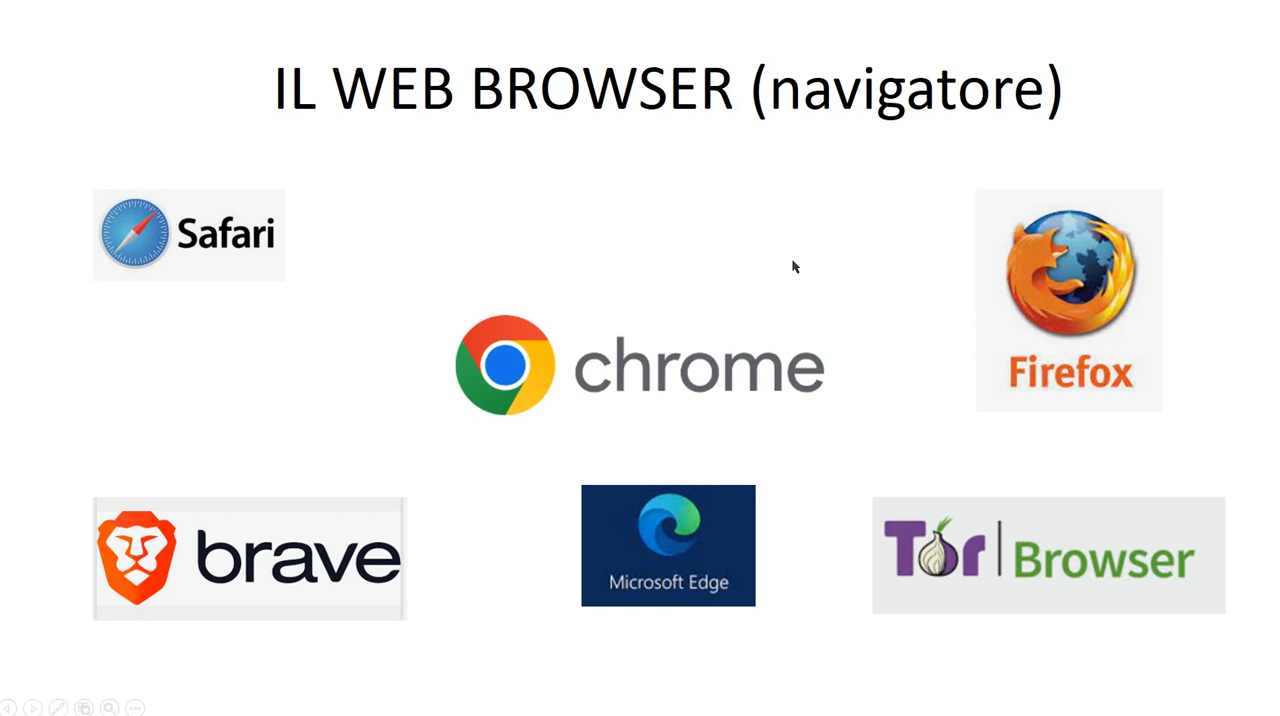 IL WEB BROWSER (navigatore)
Safari
Firefox
chrome
brave
Microsoft Edge
Tor Browser